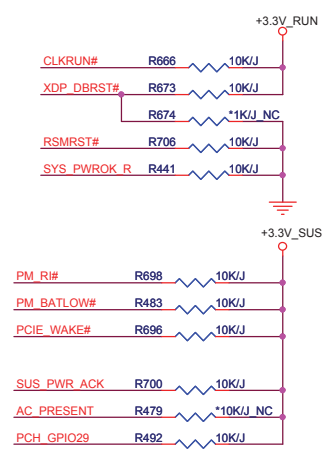 +3.3V_RUN
CLKRUN# R666 10K/J
XDP_DBRST# R673 10K/J
R674 *1K/J_NC
RSMRST# R706 10K/J
SYS_PWROK_R R441 10K/J
+3.3V_SUS
PM_RI# R698 10K/J
PM_BATLOW# R483 10K/J
PCIE_WAKE# R696 10K/J
SUS_PWR_ACK R700 10K/J
AC_PRESENT R479 *10K/J_NC
PCH_GPIO29 R492 10K/J